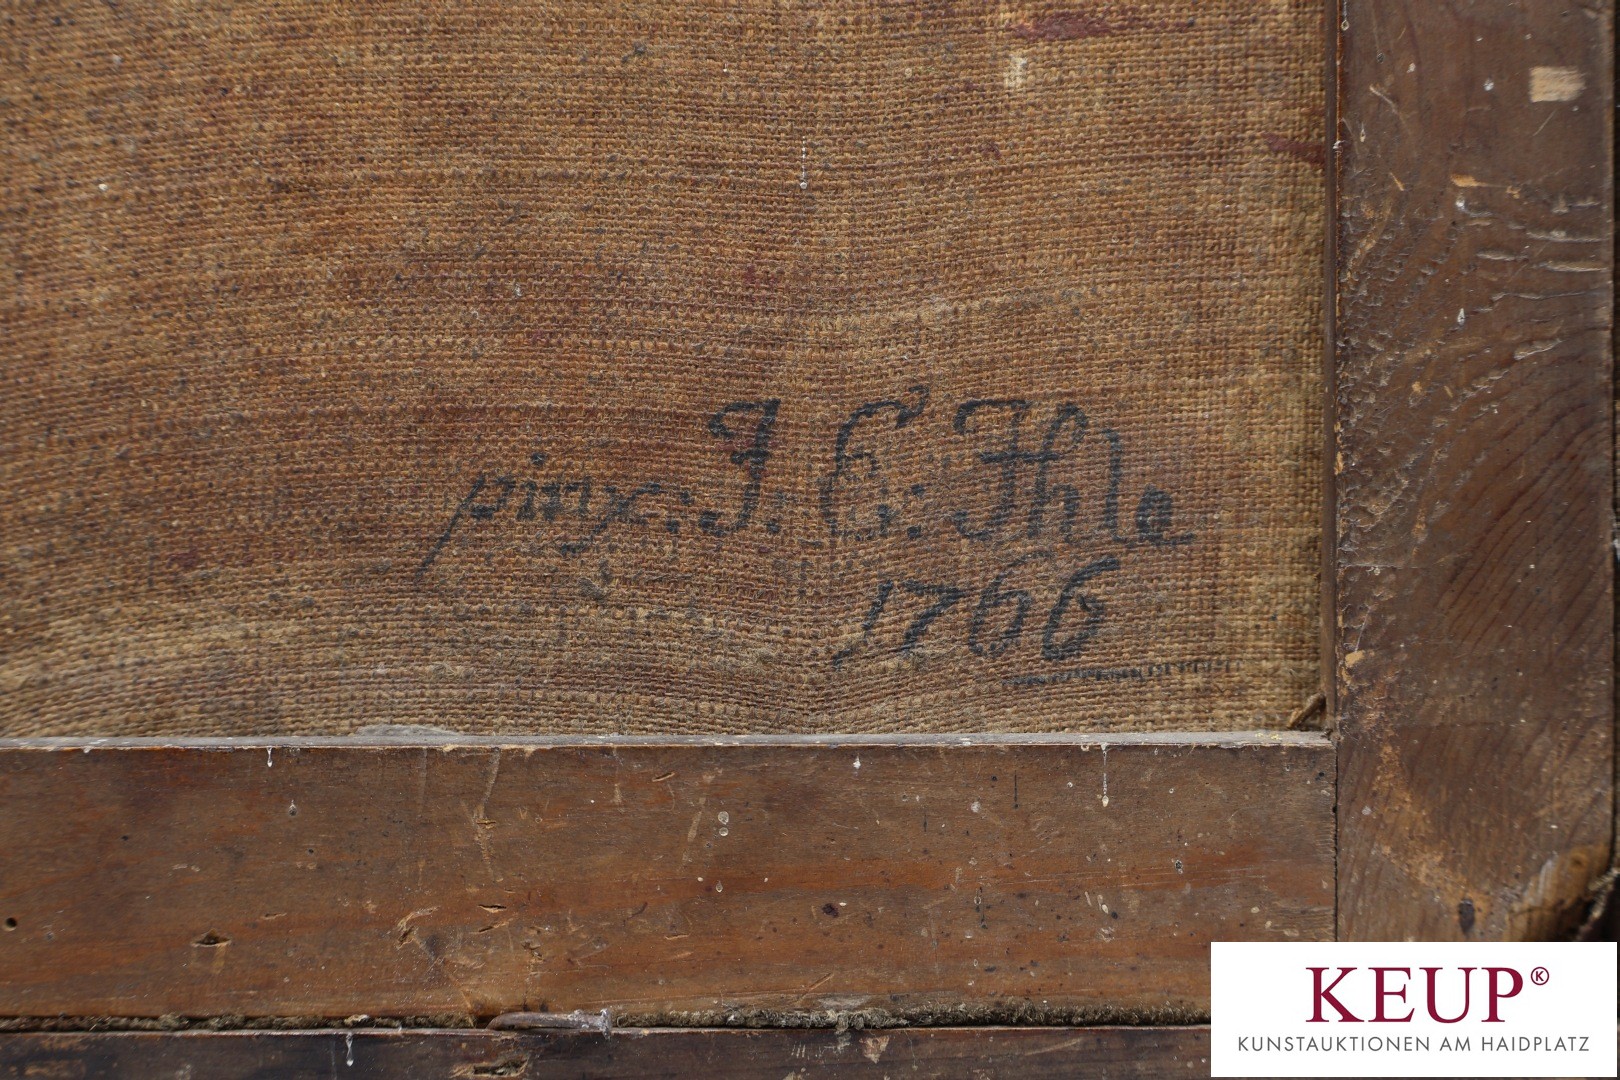 pinx: J: E: Ihle
1766
KEUP®
KUNSTAUKTIONEN AM HAIDPLATZ